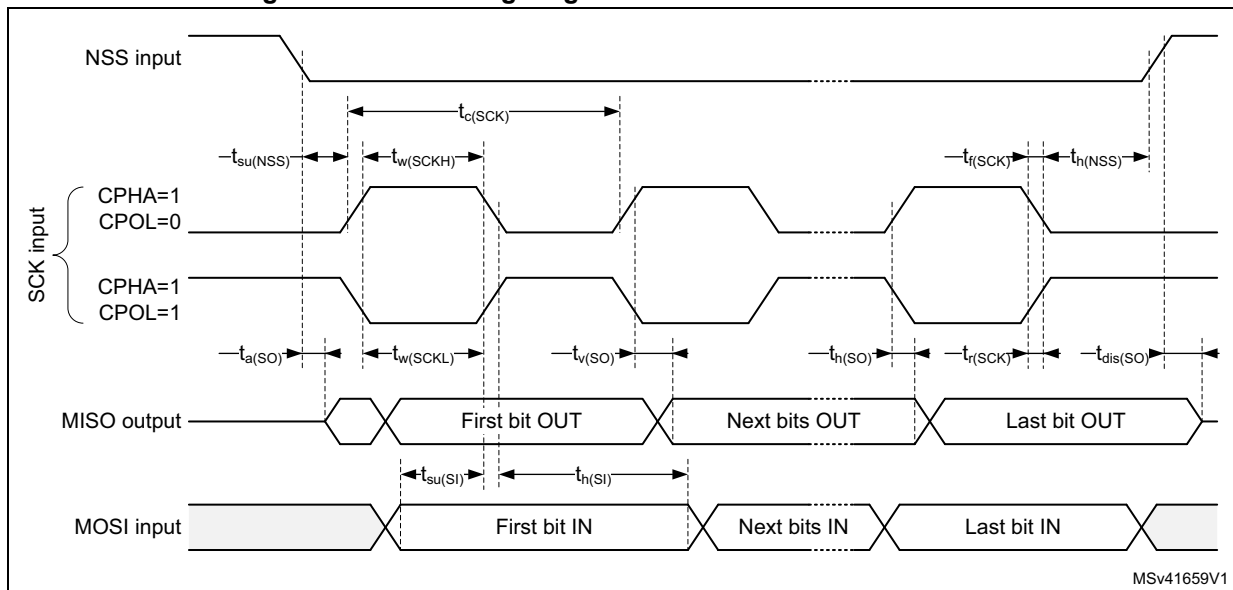 NSS input
tc(SCK)
tsu(NSS)
tw(SCKH)
tf(SCK)
th(NSS)
SCK input
CPHA=1
CPOL=0
CPHA=1
CPOL=1
ta(SO)
tw(SCKL)
tv(SO)
th(SO)
tr(SCK)
tdis(SO)
MISO output
First bit OUT
Next bits OUT
Last bit OUT
tsu(SI)
th(SI)
MOSI input
First bit IN
Next bits IN
Last bit IN
MSv41659V1